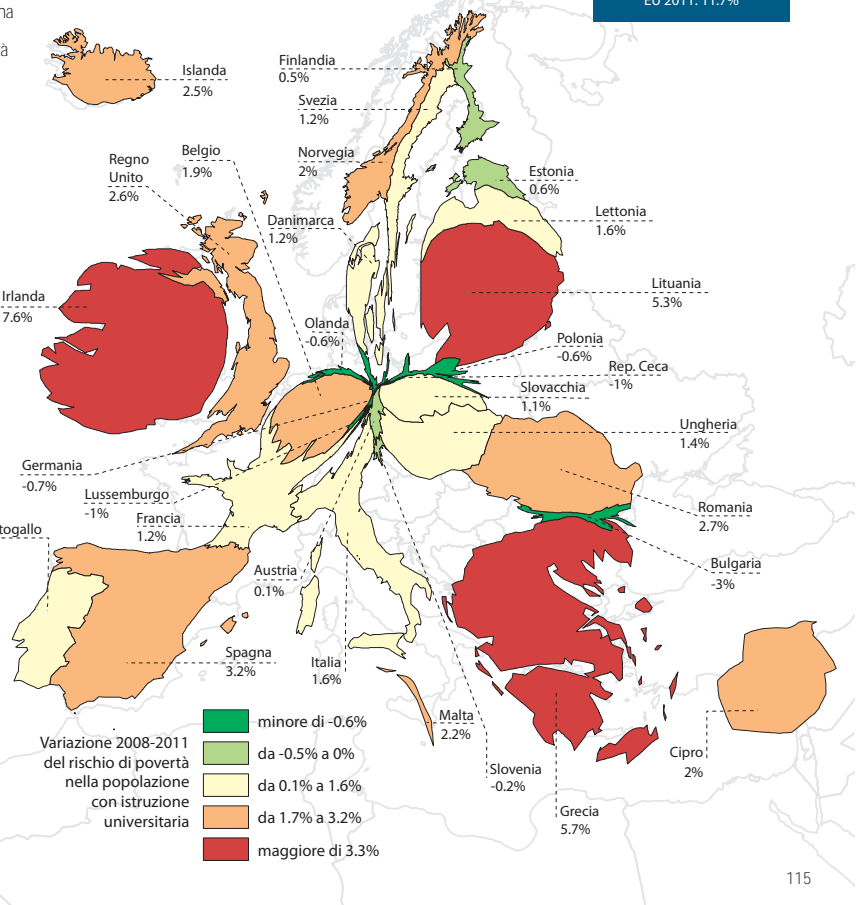 na
EU 2011: 11.7%
tà
Islanda
2.5%
Finlandia
0.5%
Svezia
1.2%
Belgio
1.9%
Norvegia
2%
Regno
Unito
2.6%
Estonia
0.6%
Danimarca
1.2%
Lettonia
1.6%
Irlanda
7.6%
Lituania
5.3%
Olanda
-0.6%
Polonia
-0.6%
Rep. Ceca
-1%
Slovacchia
1.1%
Ungheria
1.4%
Germania
-0.7%
Lussemburgo
-1%
Francia
1.2%
Romania
2.7%
togallo
Bulgaria
-3%
Austria
0.1%
Spagna
3.2%
Italia
1.6%
Malta
2.2%
Slovenia
-0.2%
Cipro
2%
Grecia
5.7%
Variazione 2008-2011
del rischio di povertà
nella popolazione
con istruzione
universitaria
minore di -0.6%
da -0.5% a 0%
da 0.1% a 1.6%
da 1.7% a 3.2%
maggiore di 3.3%
115